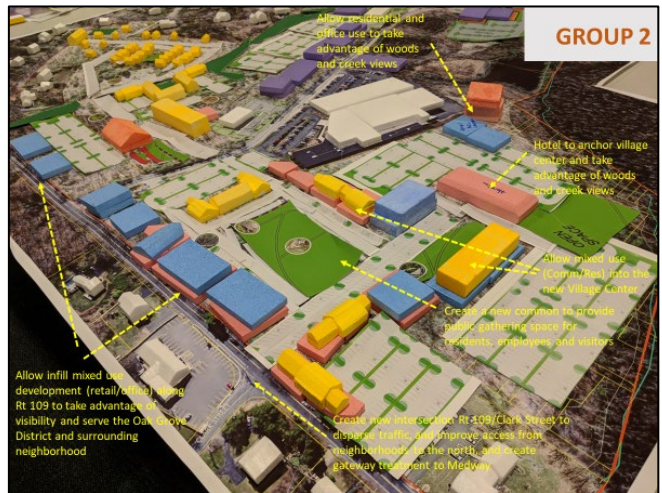 GROUP 2
Allow residential and
office use to take
advantage of woods
and creek views
Hotel to anchor village
center and take
advantage of woods
and creek views
OPEN
SPACE
Allow mixed use
(Comm/Res) into the
new Village Center
Create a new common to provide
public gathering space for
residents, employees and visitors
Allow infill mixed use
development (retail/office) along
Rt 109 to take advantage of
visibility and serve the Oak Grove
District and surrounding
neighborhood
Create new intersection Rt 109/Clark Street to
disperse traffic, and improve access from
neighborhoods to the north, and create
gateway treatment to Medway